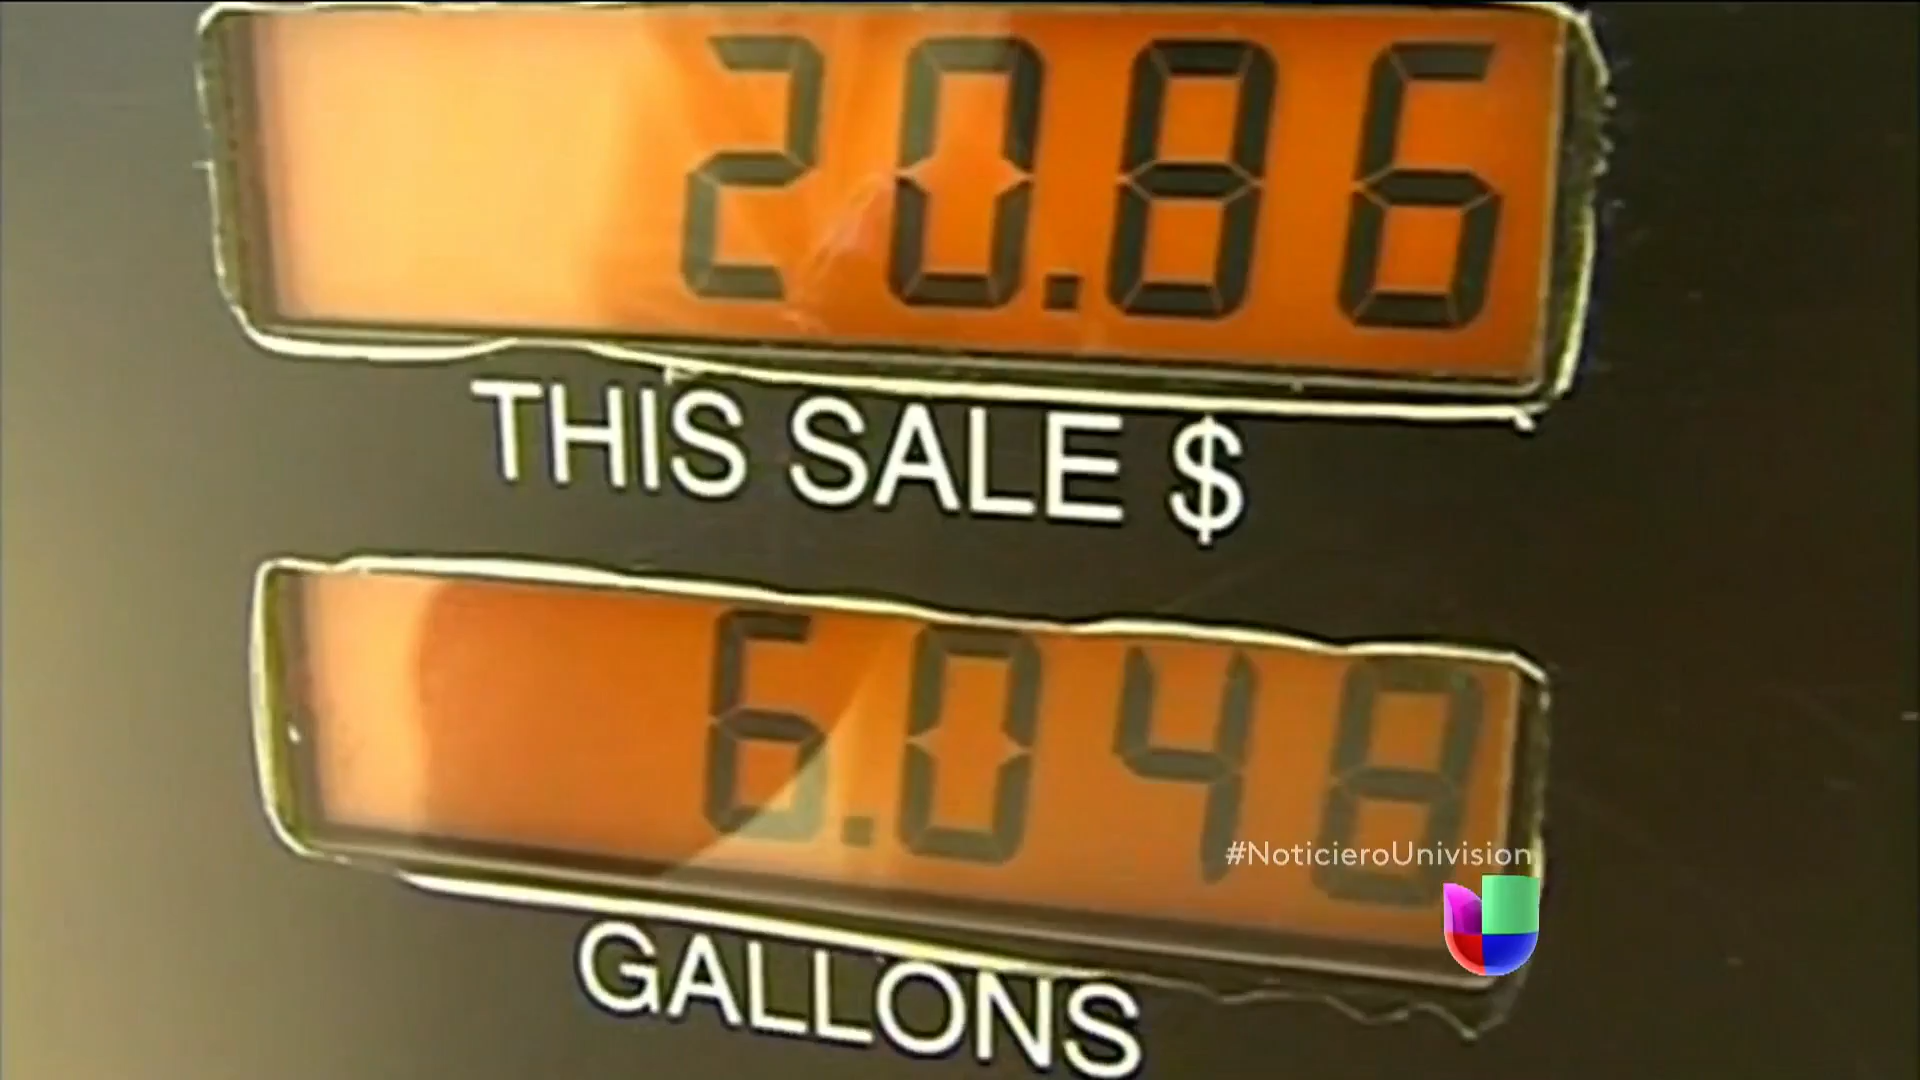 20.86
THIS SALE $
6.048
#NoticieroUnivision
GALLONS